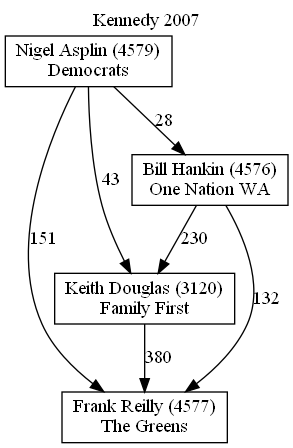 Kennedy 2007
Nigel Asplin (4579)
Democrats
28
Bill Hankin (4576)
One Nation WA
43
151
230
Keith Douglas (3120)
Family First
132
380
Frank Reilly (4577)
The Greens